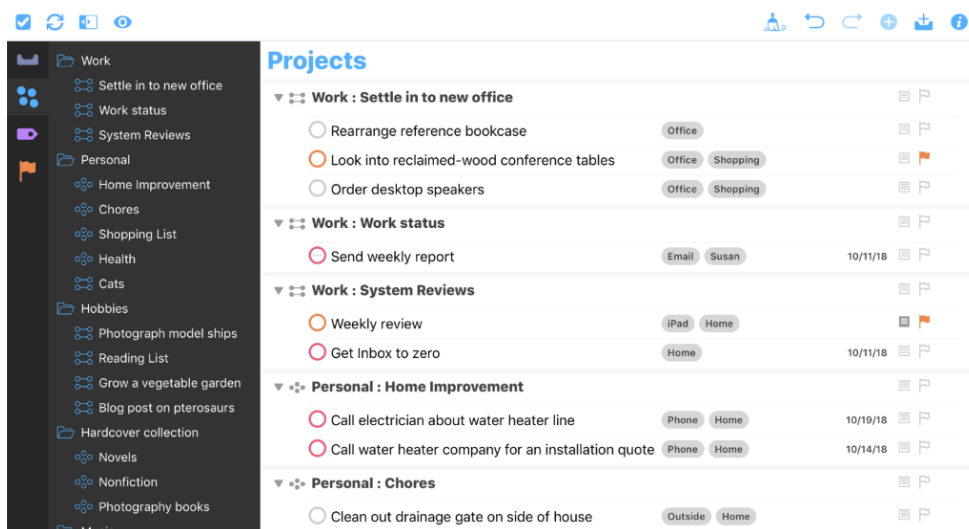 Work
Settle in to new office
Work status
System Reviews
Personal
Home Improvement
Chores
Shopping List
Health
Cats
Hobbies
Photograph model ships
Reading List
Grow a vegetable garden
Blog post on pterosaurs
Hardcover collection
Novels
Nonfiction
Photography books
Projects
Work : Settle in to new office
Rearrange reference bookcase Office
Look into reclaimed-wood conference tables Office Shopping
Order desktop speakers Office Shopping
Work : Work status
Send weekly report Email Susan 10/11/18
Work : System Reviews
Weekly review iPad Home
Get Inbox to zero Home 10/11/18
Personal : Home Improvement
Call electrician about water heater line Phone Home 10/19/18
Call water heater company for an installation quote Phone Home 10/14/18
Personal : Chores
Clean out drainage gate on side of house Outside Home